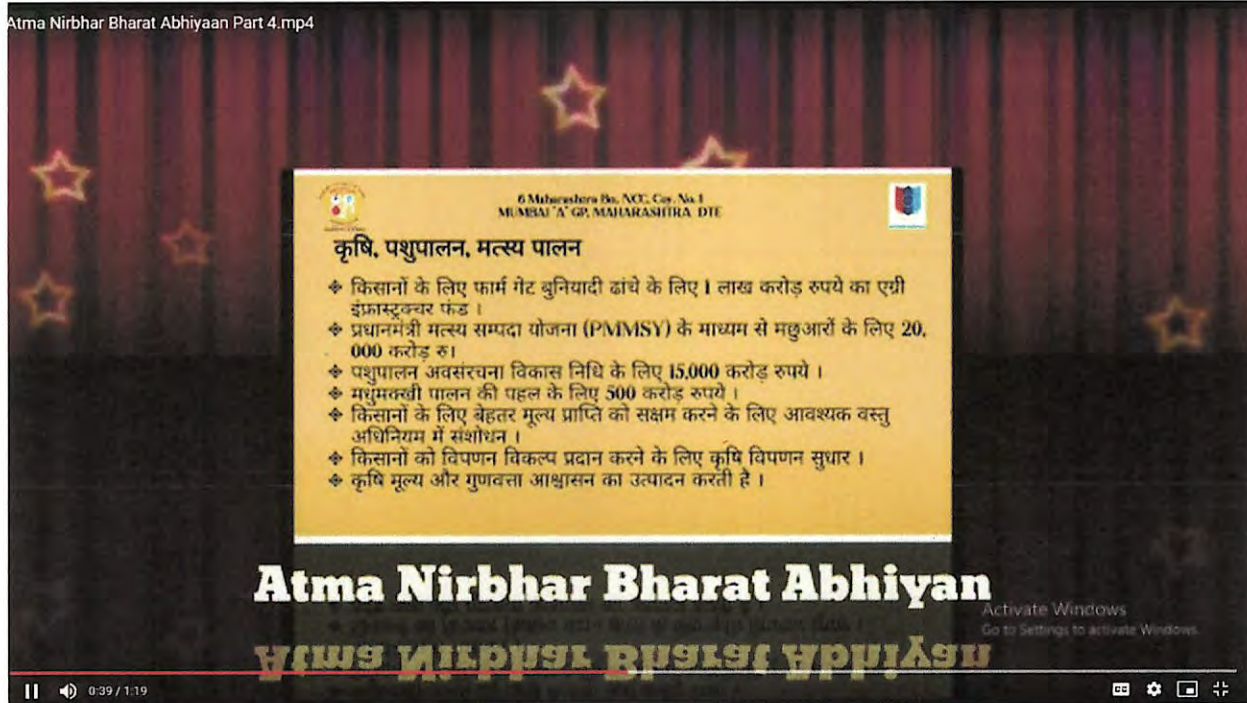 Atma Nirbhar Bharat Abhiyaan Part 4.mp4
6 Maharashtra Bn. NCC, Coy. No.1
MUMBAI "A" GP, MAHARASHTRA DTE
कृषि, पशुपालन, मत्स्य पालन
❖ किसानों के लिए फार्म गेट बुनियादी ढांचे के लिए 1 लाख करोड़ रुपये का एग्री
इंफ्रास्ट्रक्चर फंड ।
❖ प्रधानमंत्री मत्स्य सम्पदा योजना (PMMSY) के माध्यम से मछुआरों के लिए 20,
000 करोड़ रु।
❖ पशुपालन अवसंरचना विकास निधि के लिए 15,000 करोड़ रुपये ।
❖ मधुमक्खी पालन की पहल के लिए 500 करोड़ रुपये ।
❖ किसानों के लिए बेहतर मूल्य प्राप्ति को सक्षम करने के लिए आवश्यक वस्तु
अधिनियम में संशोधन ।
❖ किसानों को विपणन विकल्प प्रदान करने के लिए कृषि विपणन सुधार ।
❖ कृषि मूल्य और गुणवत्ता आश्वासन का उत्पादन करती है ।
Atma Nirbhar Bharat Abhiyan
Activate Windows
Go to Settings to activate Windows.
0:39 / 1:19
CC